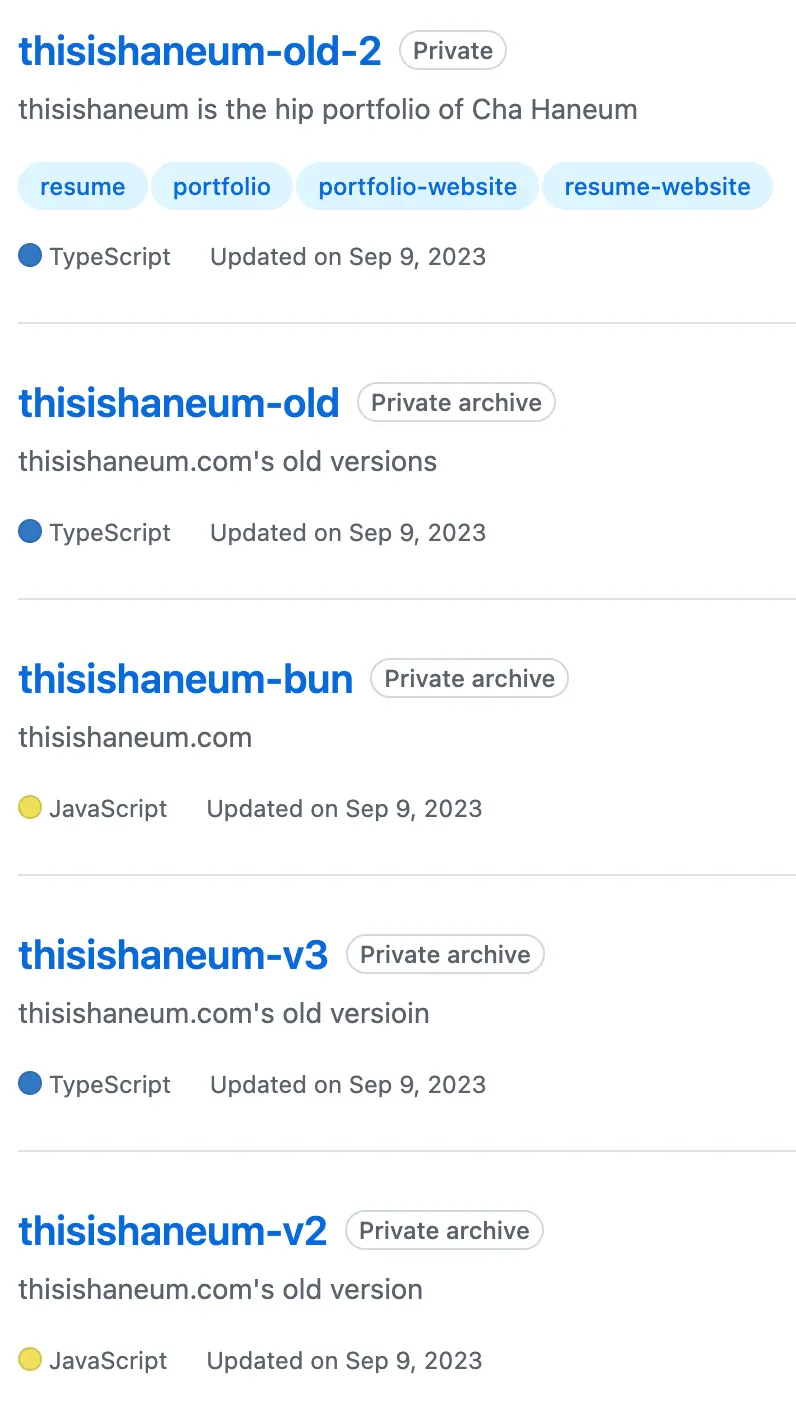 thisishaneum-old-2 Private
thisishaneum is the hip portfolio of Cha Haneum
resume portfolio portfolio-website resume-website
TypeScript Updated on Sep 9, 2023
thisishaneum-old Private archive
thisishaneum.com's old versions
TypeScript Updated on Sep 9, 2023
thisishaneum-bun Private archive
thisishaneum.com
JavaScript Updated on Sep 9, 2023
thisishaneum-v3 Private archive
thisishaneum.com's old versioin
TypeScript Updated on Sep 9, 2023
thisishaneum-v2 Private archive
thisishaneum.com's old version
JavaScript Updated on Sep 9, 2023